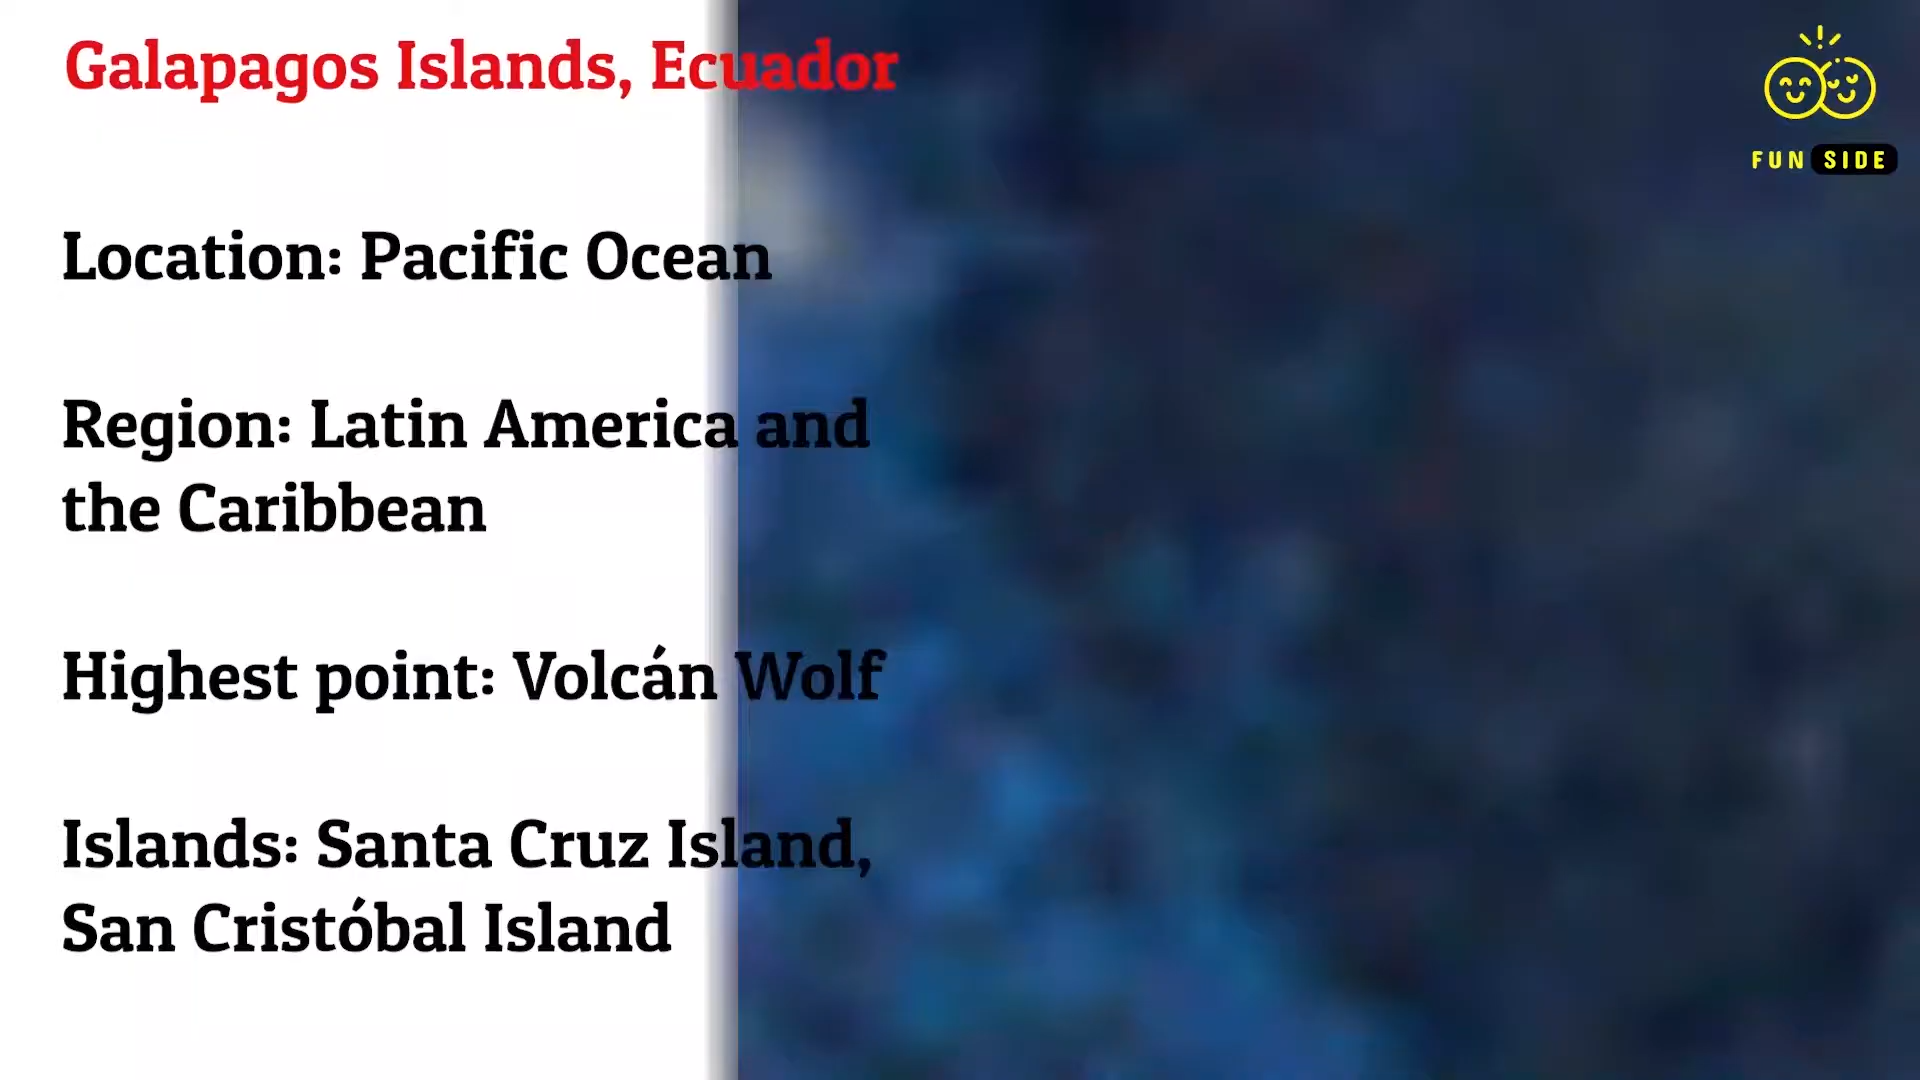 Galapagos Islands, Ecuador
FUN SIDE
Location: Pacific Ocean
Region: Latin America and
the Caribbean
Highest point: Volcán Wolf
Islands: Santa Cruz Island,
San Cristóbal Island